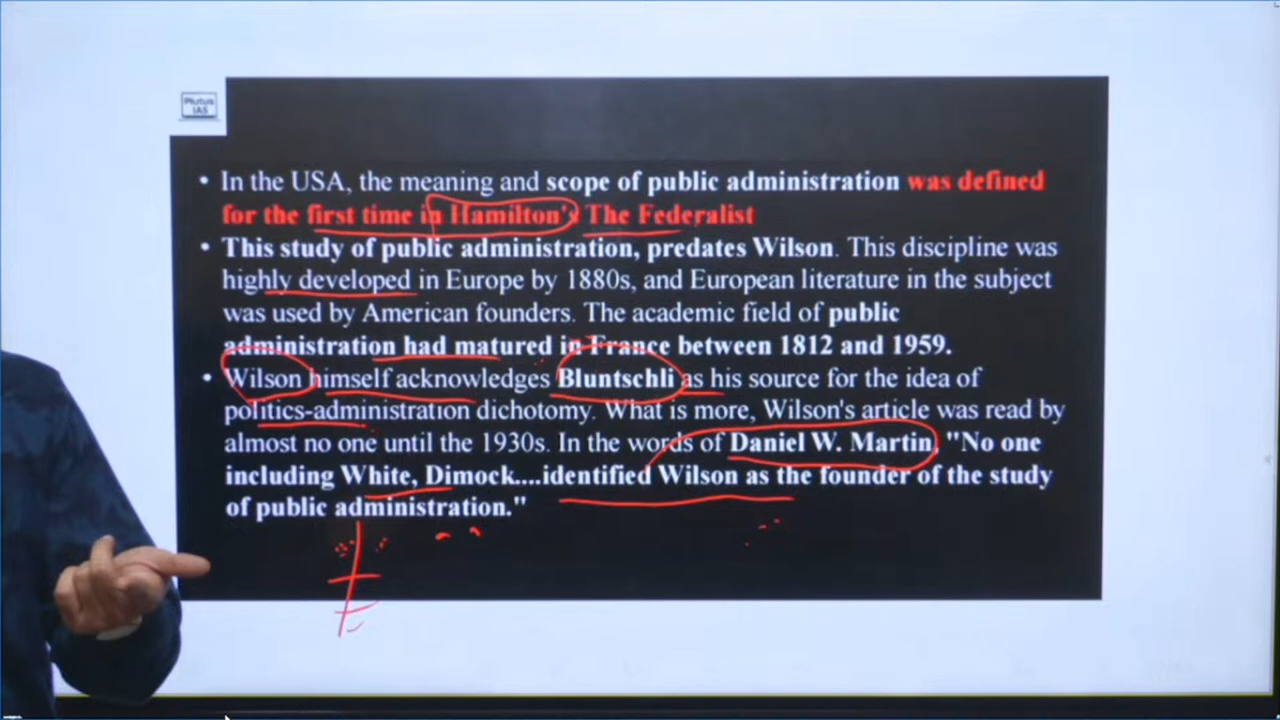 Plutus
IAS
• In the USA, the meaning and scope of public administration was defined
for the first time in Hamilton's The Federalist
• This study of public administration, predates Wilson. This discipline was
highly developed in Europe by 1880s, and European literature in the subject
was used by American founders. The academic field of public
administration had matured in France between 1812 and 1959.
• Wilson himself acknowledges Bluntschli as his source for the idea of
politics-administration dichotomy. What is more, Wilson's article was read by
almost no one until the 1930s. In the words of Daniel W. Martin, "No one
including White, Dimock....identified Wilson as the founder of the study
of public administration."